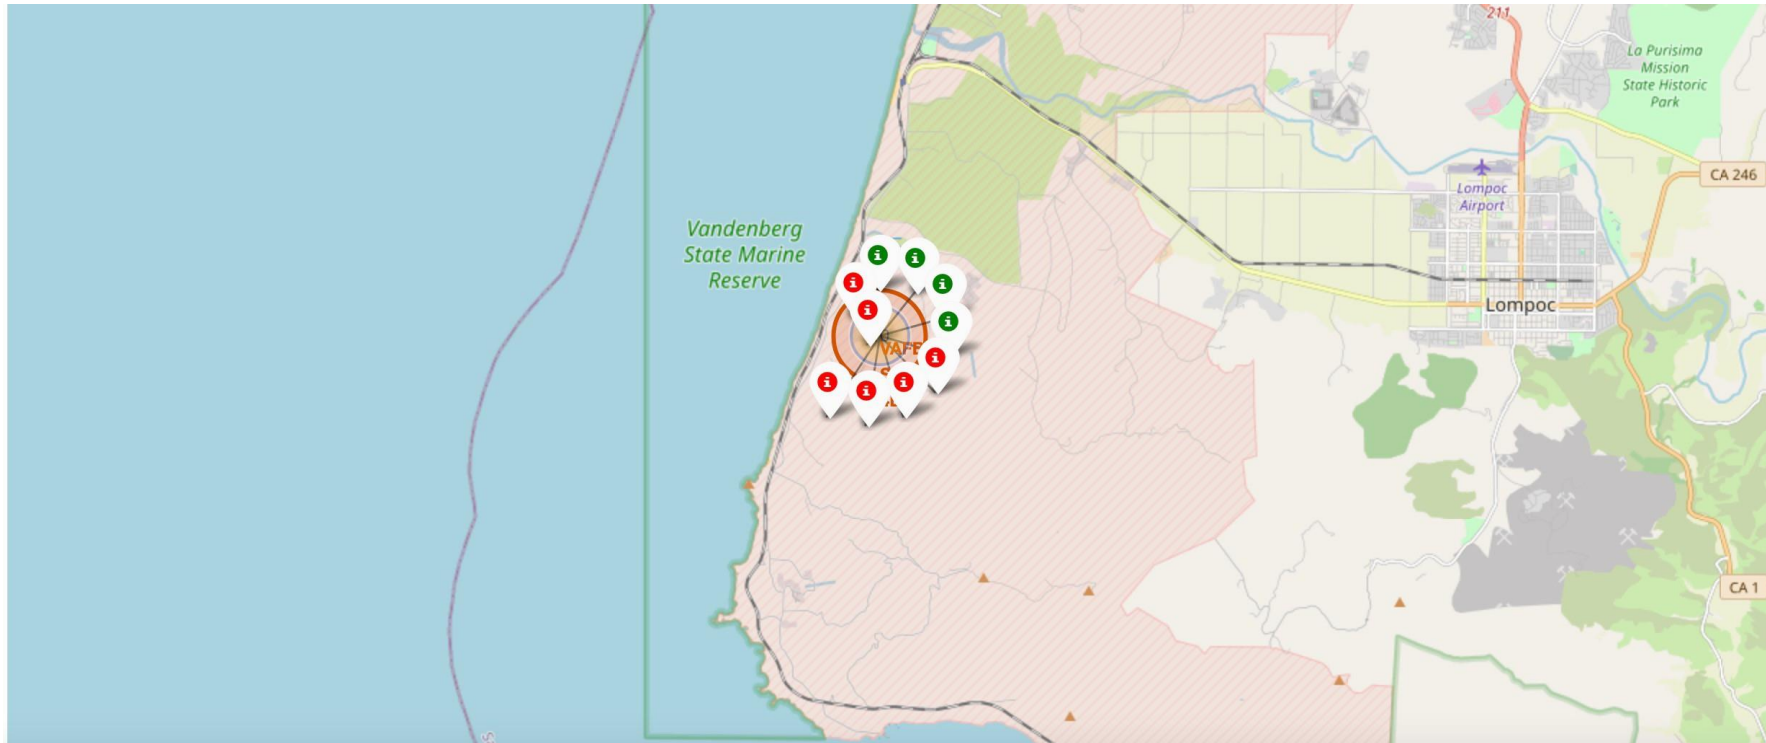 211
La Purisima
Mission
State Historic
Park
CA 246
Lompoc
Airport
Vandenberg
State Marine
Reserve
Lompoc
CA 1